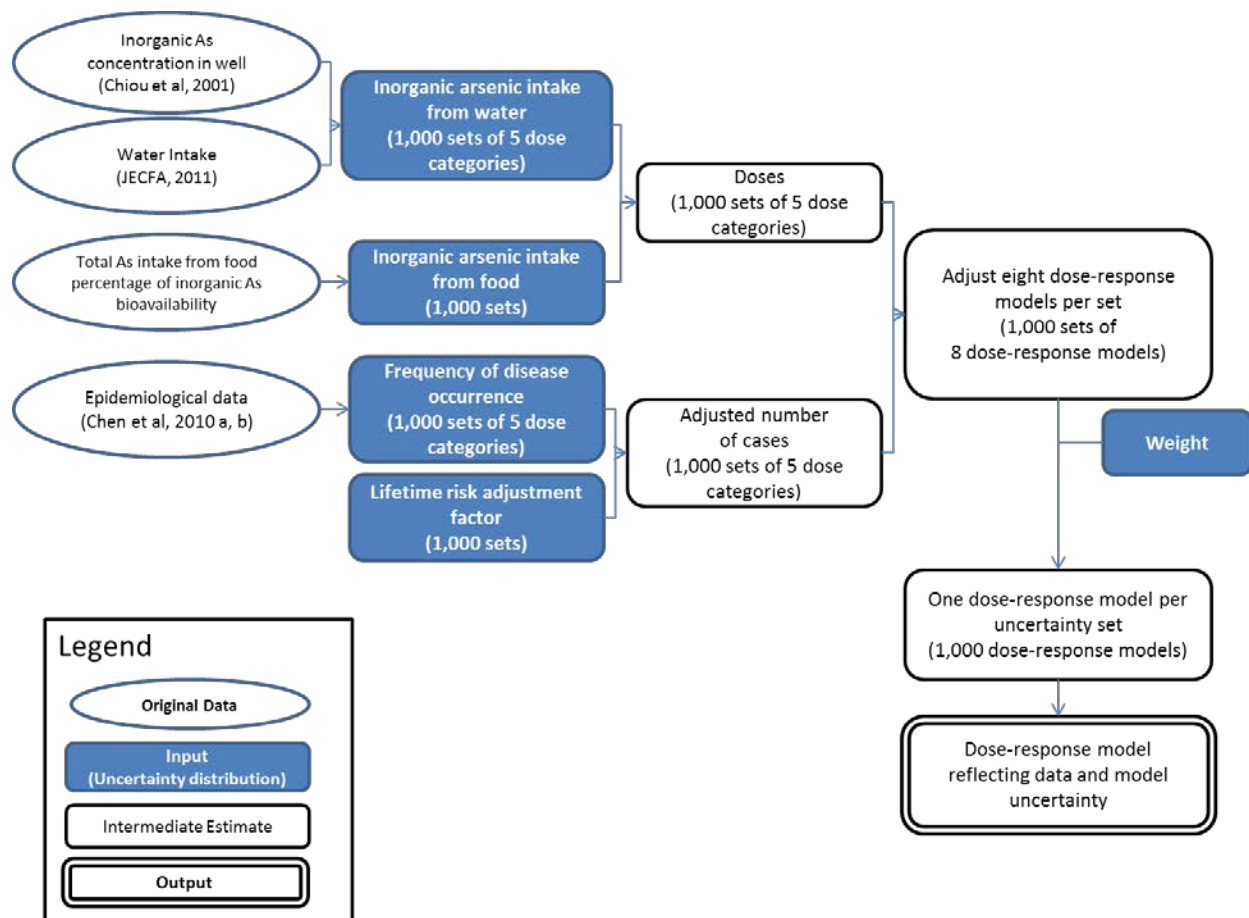 Inorganic As
concentration in well
(Chiou et al, 2001)
Water Intake
(JECFA, 2011)
Total As intake from food
percentage of inorganic As
bioavailability
Epidemiological data
(Chen et al, 2010 a, b)
Inorganic arsenic intake
from water
(1,000 sets of 5 dose
categories)
Inorganic arsenic intake
from food
(1,000 sets)
Frequency of disease
occurrence
(1,000 sets of 5 dose
categories)
Lifetime risk adjustment
factor
(1,000 sets)
Doses
(1,000 sets of 5 dose
categories)
Adjusted number
of cases
(1,000 sets of 5 dose
categories)
Adjust eight dose-response
models per set
(1,000 sets of
8 dose-response models)
Weight
One dose-response model per
uncertainty set
(1,000 dose-response models)
Dose-response model
reflecting data and model
uncertainty
Legend
Original Data
Input
(Uncertainty distribution)
Intermediate Estimate
Output